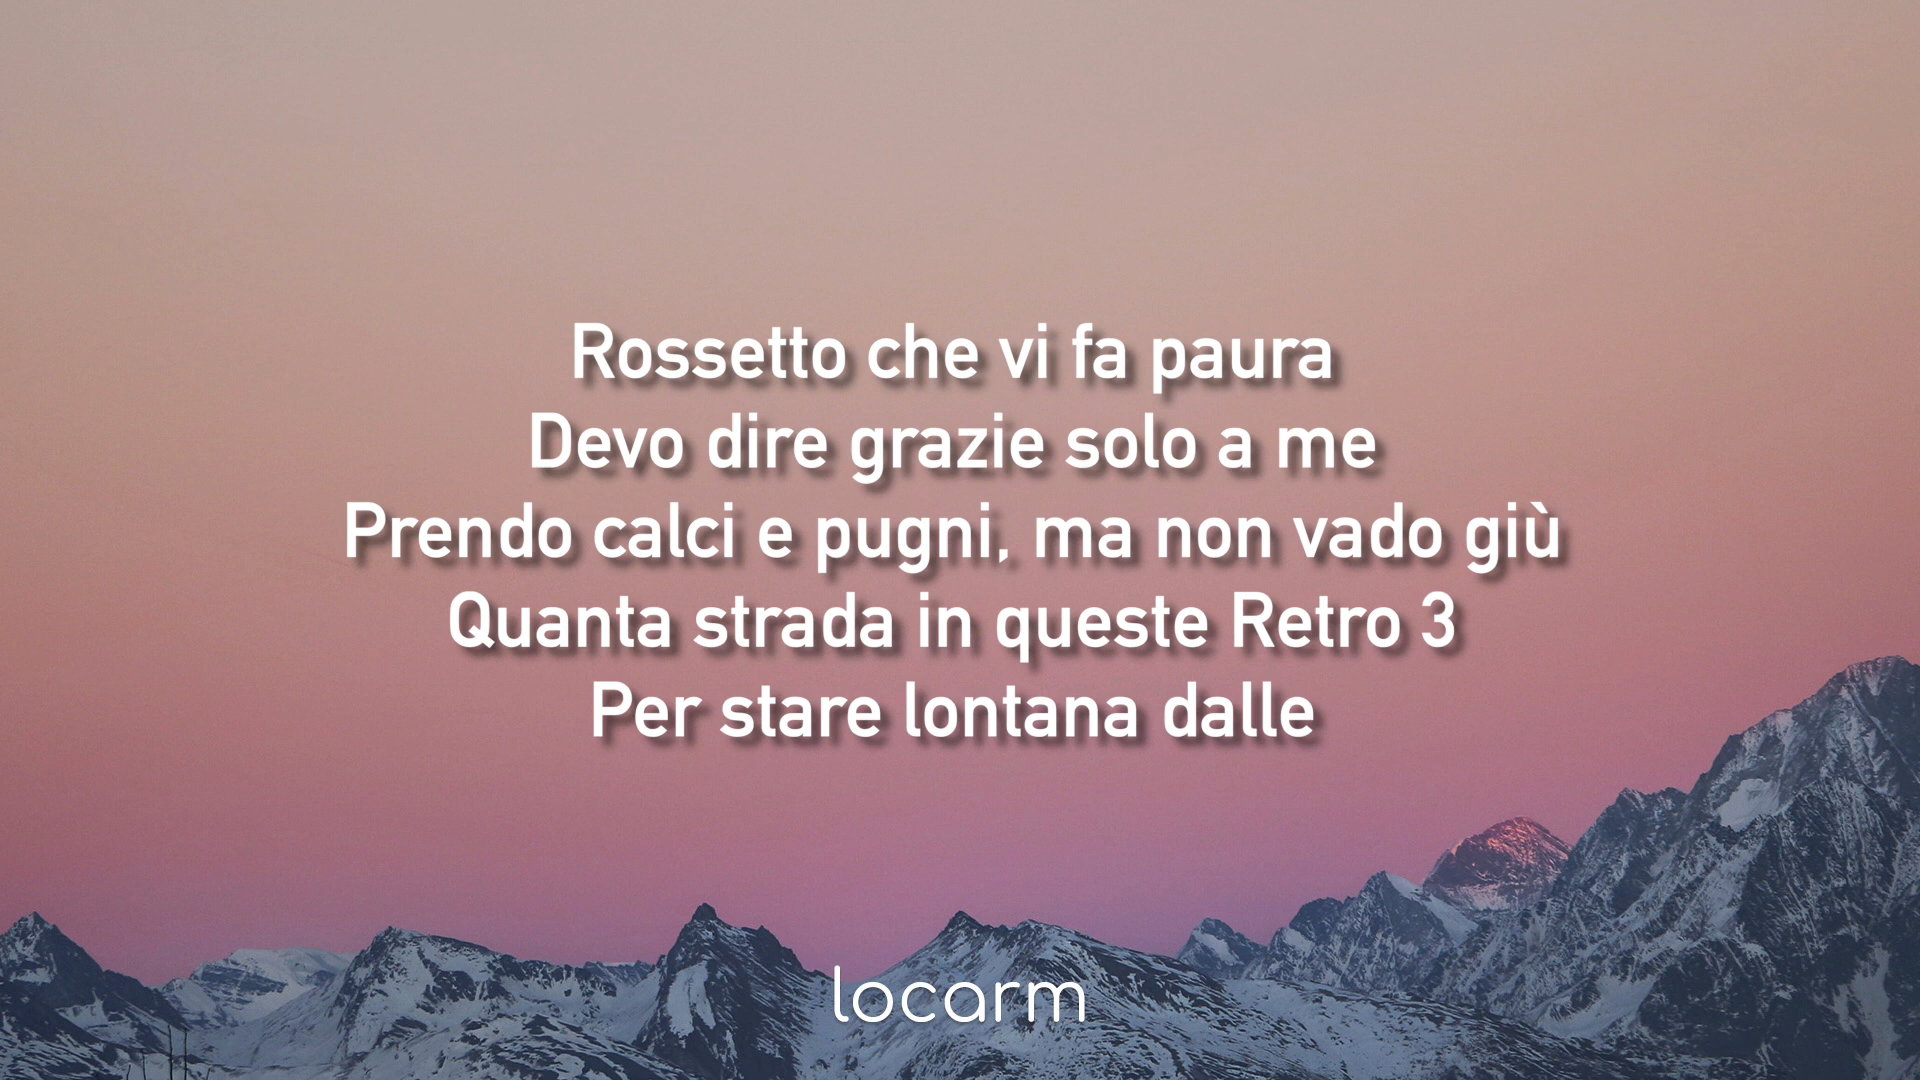 Rossetto che vi fa paura
Devo dire grazie solo a me
Prendo calci e pugni, ma non vado giù
Quanta strada in queste Retro 3
Per stare lontana dalle
locarm